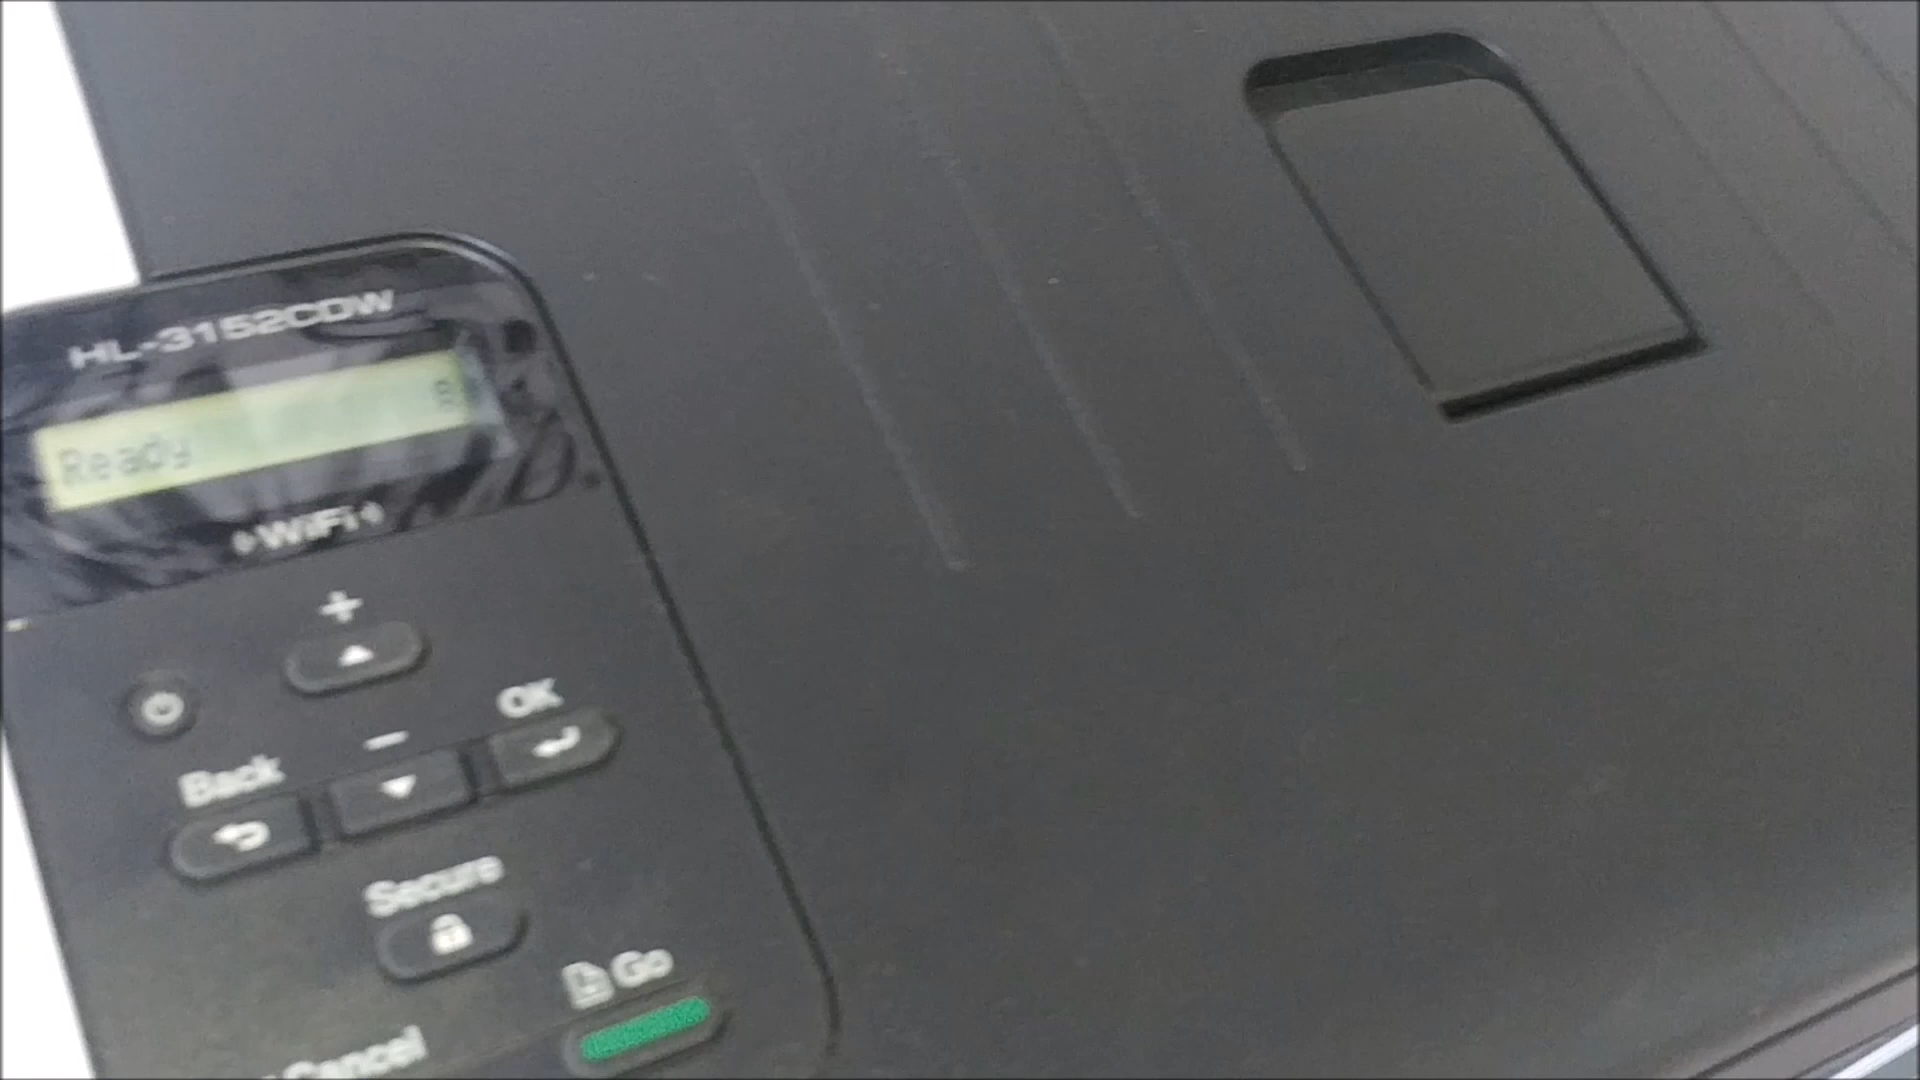 HL-3152CDW
Ready
WiFi
+
-
OK
Back
Secure
Go
Cancel